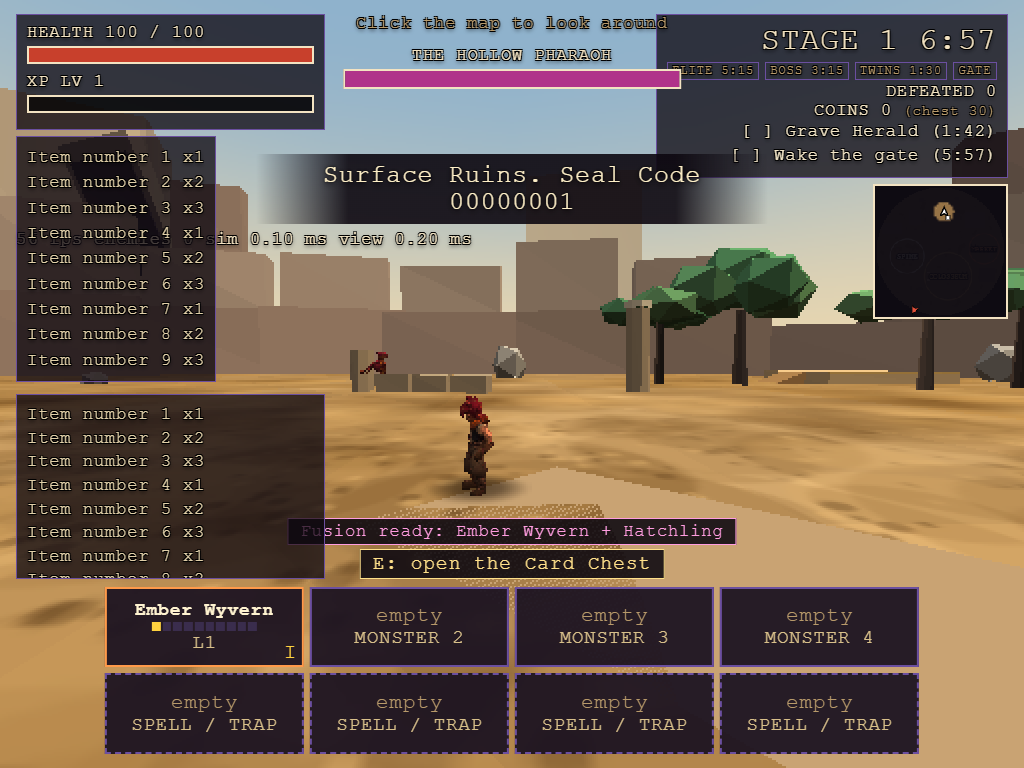 Click the map to look around
HEALTH 100 / 100
XP LV 1
THE HOLLOW PHARAOH
STAGE 1 6:57
ELITE 5:15 BOSS 3:15 TWINS 1:30 GATE
DEFEATED 0
COINS 0 (chest 30)
[ ] Grave Herald (1:42)
[ ] Wake the gate (5:57)
Surface Ruins. Seal Code
00000001
Item number 1 x1
Item number 2 x2
Item number 3 x3
Item number 4 x1
Item number 5 x2
Item number 6 x3
Item number 7 x1
Item number 8 x2
Item number 9 x3
fps enemies 0 sim 0.10 ms view 0.20 ms
Item number 1 x1
Item number 2 x2
Item number 3 x3
Item number 4 x1
Item number 5 x2
Item number 6 x3
Item number 7 x1
Item number 8 x2
Fusion ready: Ember Wyvern + Hatchling
E: open the Card Chest
Ember Wyvern
L1
I
empty
MONSTER 2
empty
MONSTER 3
empty
MONSTER 4
empty
SPELL / TRAP
empty
SPELL / TRAP
empty
SPELL / TRAP
empty
SPELL / TRAP